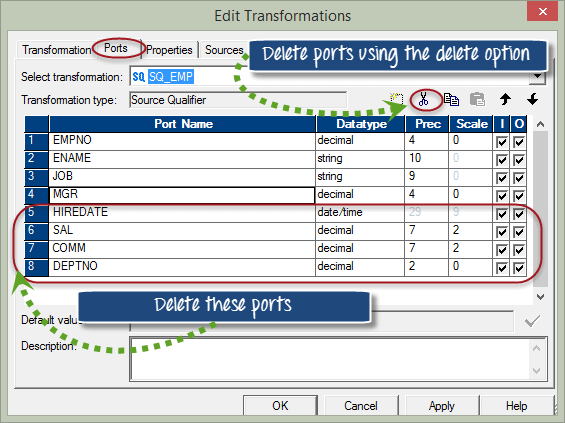 Edit Transformations
Transformation Ports Properties Sources
Delete ports using the delete option
Select transformation: SQ SQ_EMP
Transformation type: Source Qualifier
Port Name Datatype Prec Scale I O
1 EMPNO decimal 4 0
2 ENAME string 10 0
3 JOB string 9 0
4 MGR decimal 4 0
5 HIREDATE date/time 29 9
6 SAL decimal 7 2
7 COMM decimal 7 2
8 DEPTNO decimal 2 0
Delete these ports
Default valu
Description:
OK Cancel Apply Help